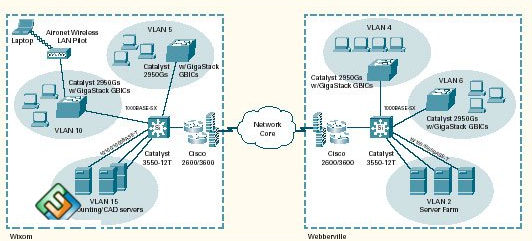 Laptop
Aironet Wireless
LAN Pilot
Catalyst 2950Gs
w/GigaStack GBICs
VLAN 10
VLAN 5
Catalyst w/GigaStack
2950Gs GBICs
1000BASE-SX
Catalyst
3550-12T
Cisco
2600/3600
VLAN 15
ounting/CAD servers
Wixom
Network
Core
VLAN 4
Catalyst 2950Gs
w/GigaStack GBICs
1000BASE-SX
VLAN 6
Catalyst 2950Gs
w/GigaStack GBICs
Cisco
2600/3600
Catalyst
3550-12T
Si
VLAN 2
Server Farm
Webberville